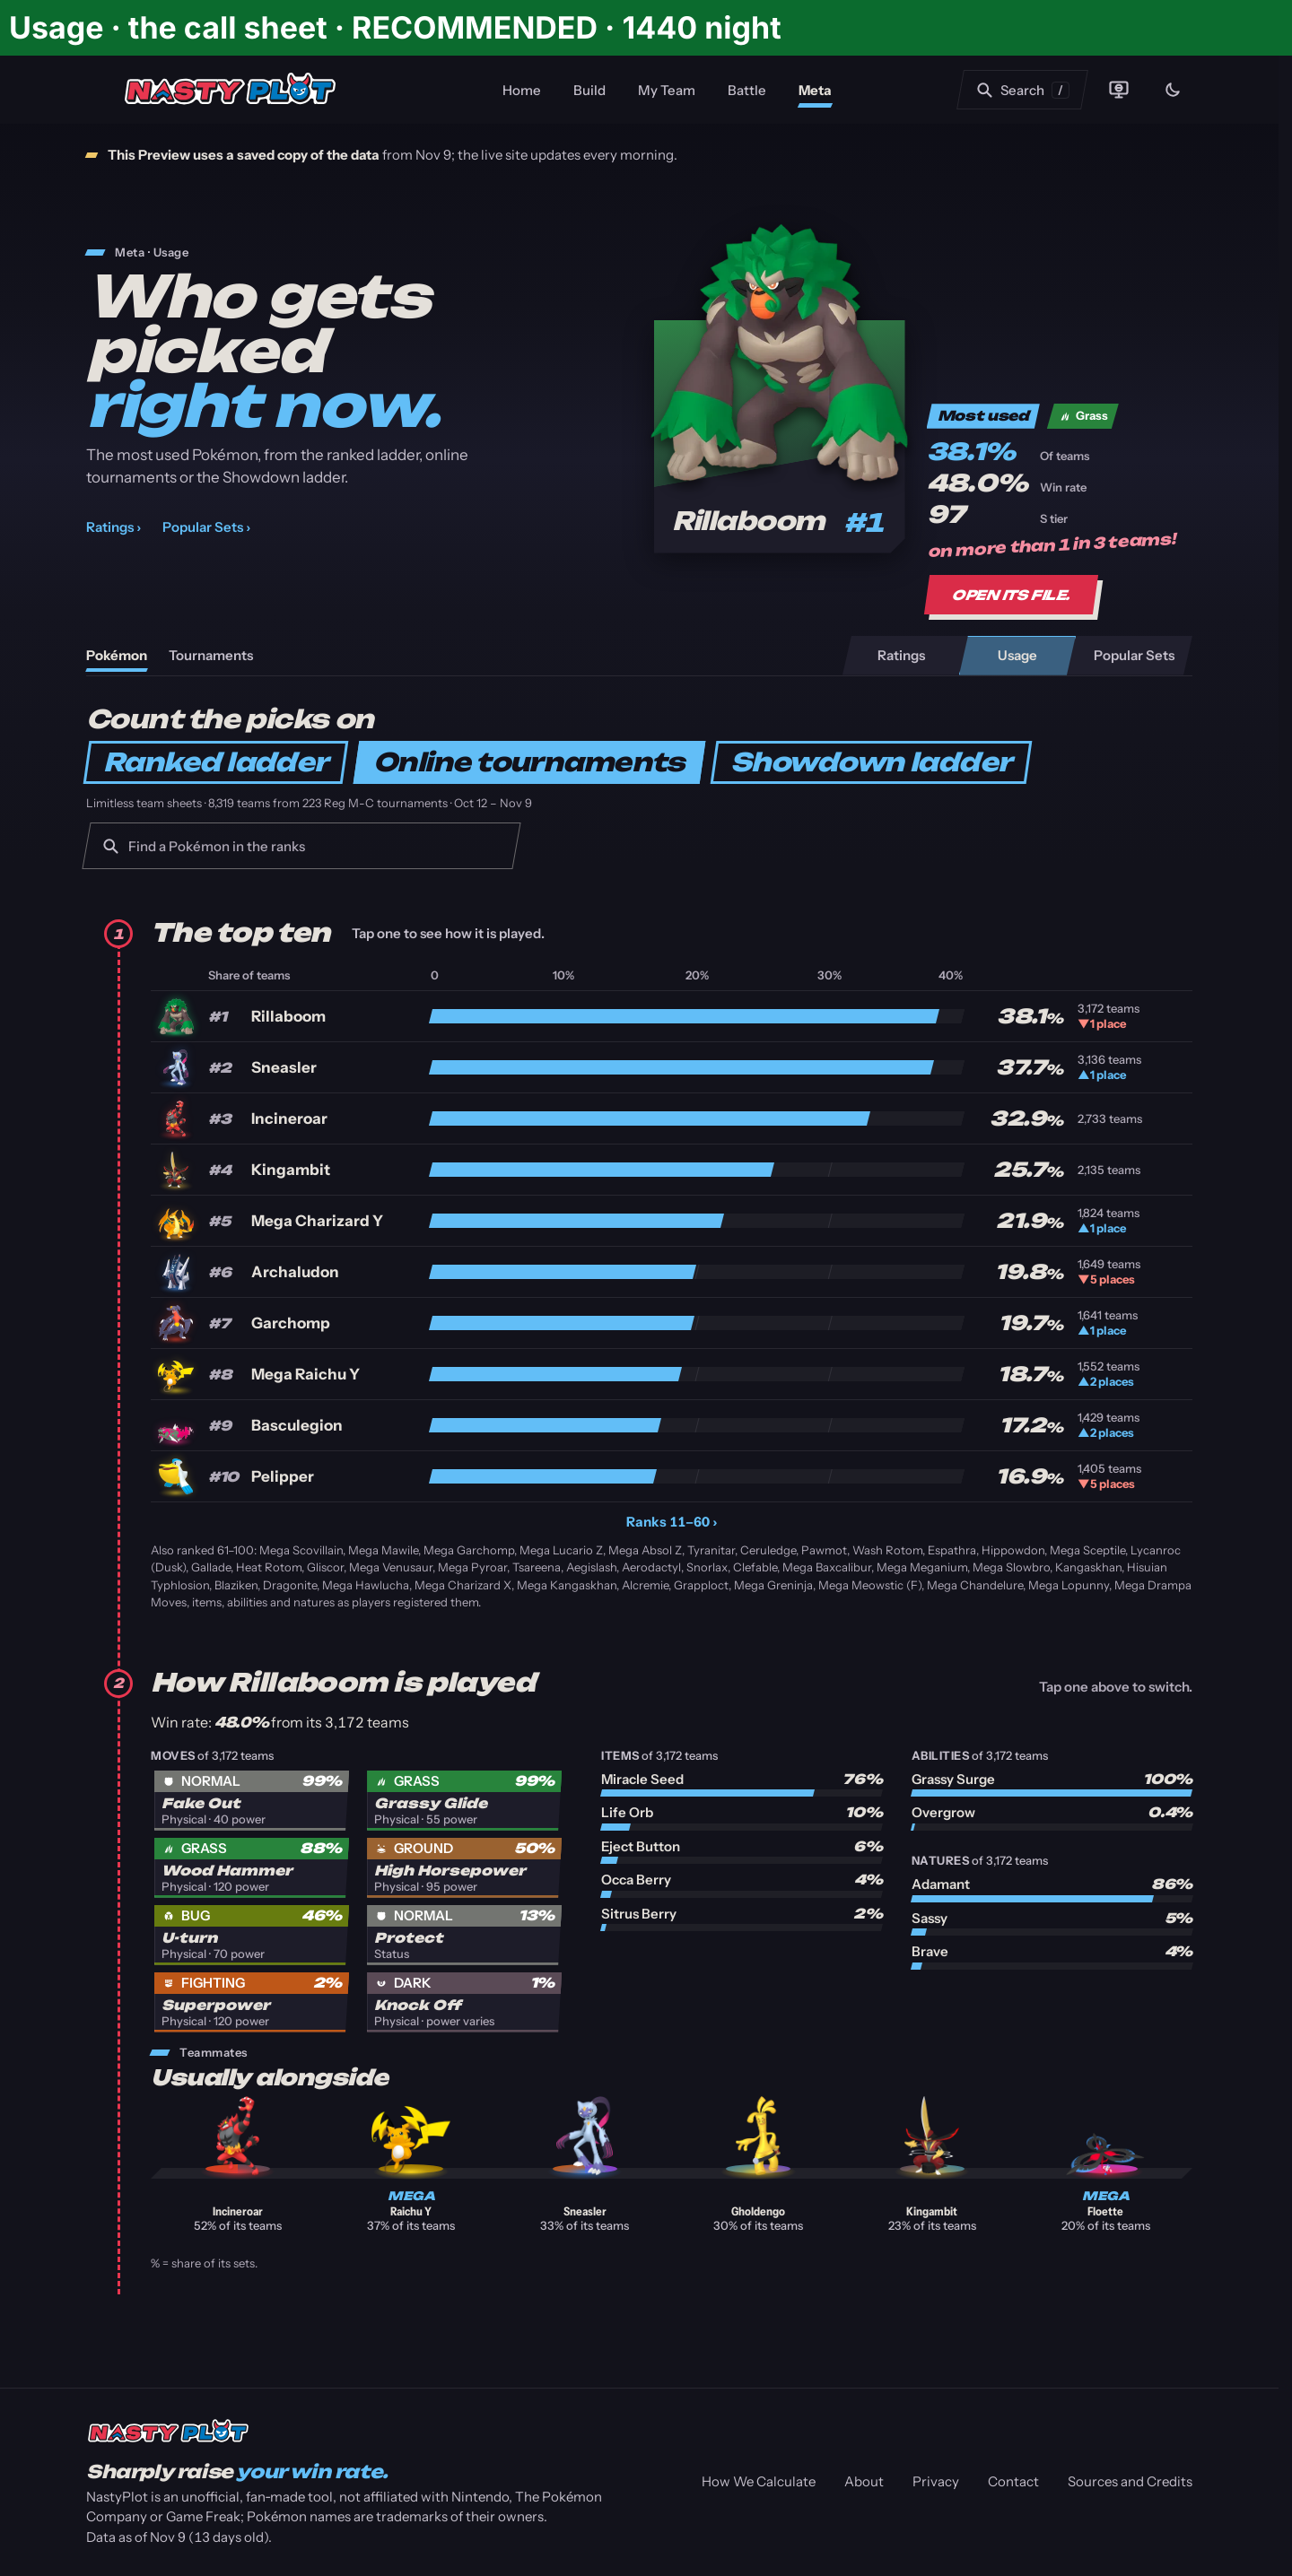 Usage · the call sheet · RECOMMENDED · 1440 night
NASTY PLOT
Home Build My Team Battle Meta
Search /
This Preview uses a saved copy of the data from Nov 9; the live site updates every morning.
Meta · Usage
Who gets
picked
right now.
The most used Pokémon, from the ranked ladder, online
tournaments or the Showdown ladder.
Ratings › Popular Sets ›
Rillaboom #1
Most used Grass
38.1% Of teams
48.0% Win rate
97 S tier
on more than 1 in 3 teams!
OPEN ITS FILE.
Pokémon Tournaments
Ratings Usage Popular Sets
Count the picks on
Ranked ladder Online tournaments Showdown ladder
Limitless team sheets · 8,319 teams from 223 Reg M-C tournaments · Oct 12 – Nov 9
Find a Pokémon in the ranks
1 The top ten Tap one to see how it is played.
Share of teams 0 10% 20% 30% 40%
#1 Rillaboom 38.1% 3,172 teams
▼1 place
#2 Sneasler 37.7% 3,136 teams
▲1 place
#3 Incineroar 32.9% 2,733 teams
#4 Kingambit 25.7% 2,135 teams
#5 Mega Charizard Y 21.9% 1,824 teams
▲1 place
#6 Archaludon 19.8% 1,649 teams
▼5 places
#7 Garchomp 19.7% 1,641 teams
▲1 place
#8 Mega Raichu Y 18.7% 1,552 teams
▲2 places
#9 Basculegion 17.2% 1,429 teams
▲2 places
#10 Pelipper 16.9% 1,405 teams
▼5 places
Ranks 11–60 ›
Also ranked 61–100: Mega Scovillain, Mega Mawile, Mega Garchomp, Mega Lucario Z, Mega Absol Z, Tyranitar, Ceruledge, Pawmot, Wash Rotom, Espathra, Hippowdon, Mega Sceptile, Lycanroc
(Dusk), Gallade, Heat Rotom, Gliscor, Mega Venusaur, Mega Pyroar, Tsareena, Aegislash, Aerodactyl, Snorlax, Clefable, Mega Baxcalibur, Mega Meganium, Mega Slowbro, Kangaskhan, Hisuian
Typhlosion, Blaziken, Dragonite, Mega Hawlucha, Mega Charizard X, Mega Kangaskhan, Alcremie, Grapploct, Mega Greninja, Mega Meowstic (F), Mega Chandelure, Mega Lopunny, Mega Drampa
Moves, items, abilities and natures as players registered them.
2 How Rillaboom is played Tap one above to switch.
Win rate: 48.0% from its 3,172 teams
MOVES of 3,172 teams
NORMAL 99%
Fake Out
Physical · 40 power
GRASS 99%
Grassy Glide
Physical · 55 power
GRASS 88%
Wood Hammer
Physical · 120 power
GROUND 50%
High Horsepower
Physical · 95 power
BUG 46%
U-turn
Physical · 70 power
NORMAL 13%
Protect
Status
FIGHTING 2%
Superpower
Physical · 120 power
DARK 1%
Knock Off
Physical · power varies
ITEMS of 3,172 teams
Miracle Seed 76%
Life Orb 10%
Eject Button 6%
Occa Berry 4%
Sitrus Berry 2%
ABILITIES of 3,172 teams
Grassy Surge 100%
Overgrow 0.4%
NATURES of 3,172 teams
Adamant 86%
Sassy 5%
Brave 4%
Teammates
Usually alongside
Incineroar
52% of its teams
MEGA
Raichu Y
37% of its teams
Sneasler
33% of its teams
Gholdengo
30% of its teams
Kingambit
23% of its teams
MEGA
Floette
20% of its teams
% = share of its sets.
NASTY PLOT
Sharply raise your win rate.
NastyPlot is an unofficial, fan-made tool, not affiliated with Nintendo, The Pokémon
Company or Game Freak; Pokémon names are trademarks of their owners.
Data as of Nov 9 (13 days old).
How We Calculate About Privacy Contact Sources and Credits